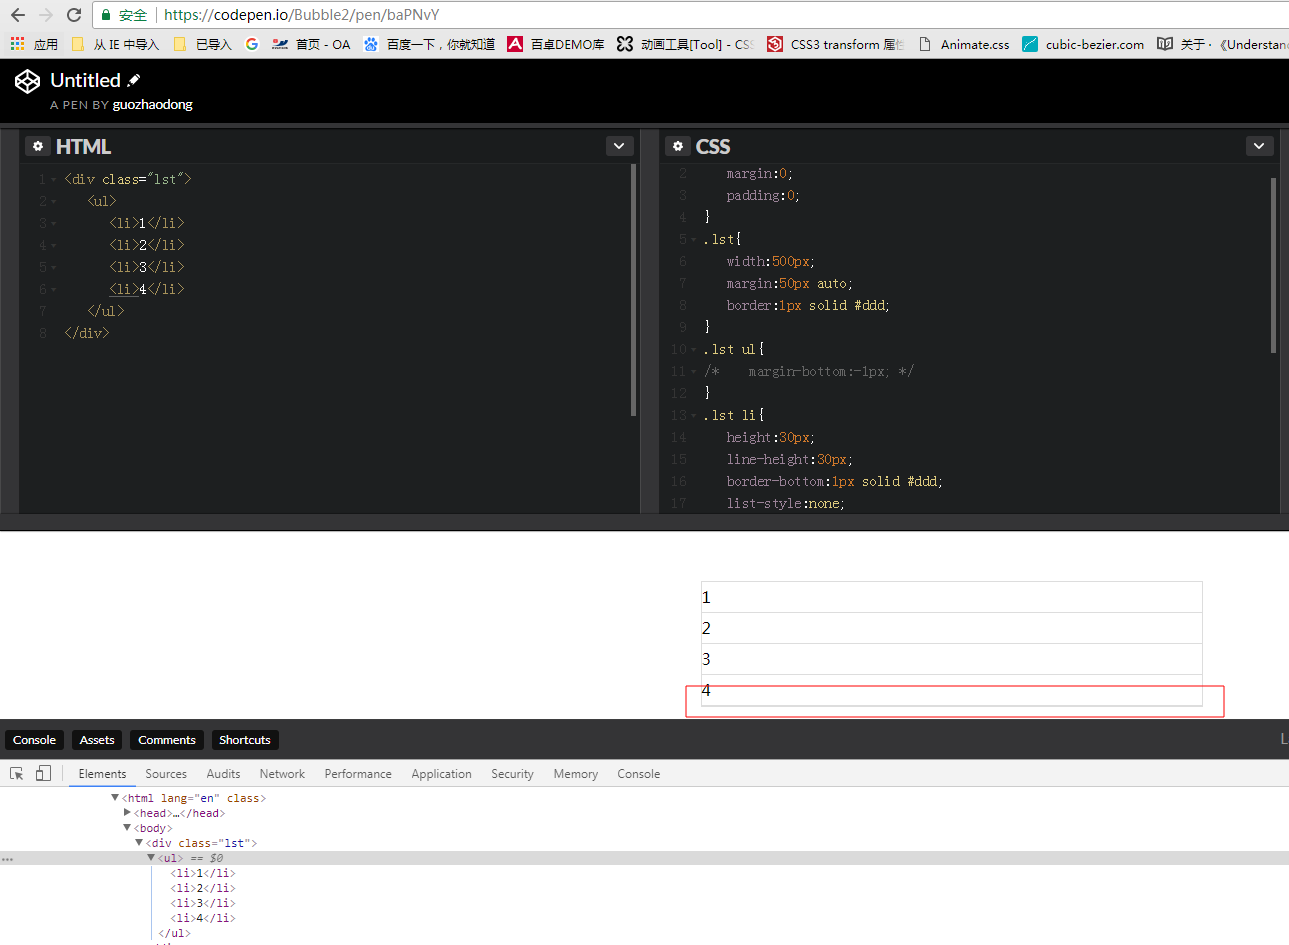 安全 https://codepen.io/Bubble2/pen/baPNvY
应用 从 IE 中导入 已导入 首页 - OA 百度一下，你就知道 百卓DEMO库 动画工具[Tool] - CSS CSS3 transform 属性 Animate.css cubic-bezier.com 关于 · 《Understan
Untitled
A PEN BY guozhaodong
HTML
1 <div class="lst">
2 <ul>
3 <li>1</li>
4 <li>2</li>
5 <li>3</li>
6 <li>4</li>
7 </ul>
8 </div>
CSS
2 margin:0;
3 padding:0;
4 }
5 .lst{
6 width:500px;
7 margin:50px auto;
8 border:1px solid #ddd;
9 }
10 .lst ul{
11 /* margin-bottom:-1px; */
12 }
13 .lst li{
14 height:30px;
15 line-height:30px;
16 border-bottom:1px solid #ddd;
17 list-style:none;
1
2
3
4
Console Assets Comments Shortcuts L
Elements Sources Audits Network Performance Application Security Memory Console
<html lang="en" class>
<head>…</head>
<body>
<div class="lst">
... <ul> == $0
<li>1</li>
<li>2</li>
<li>3</li>
<li>4</li>
</ul>